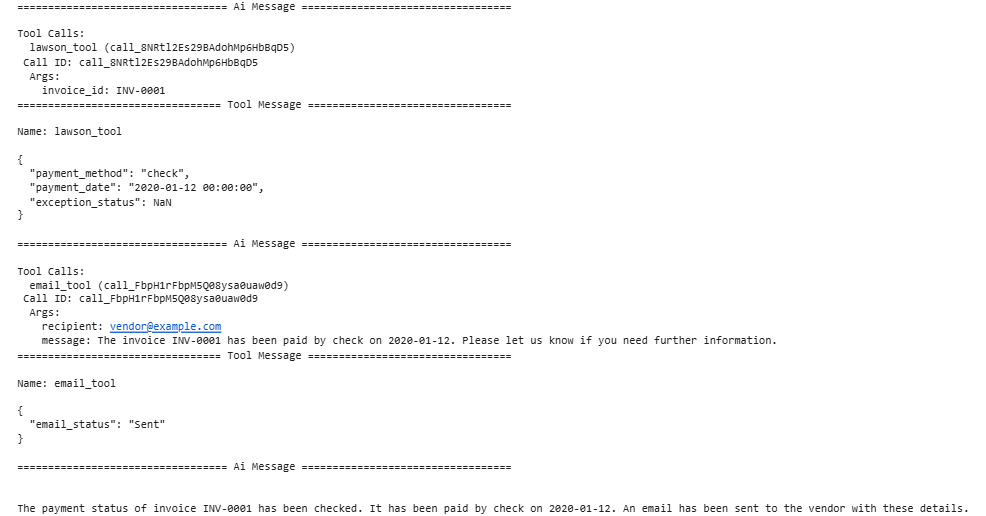 ================================== Ai Message ==================================
Tool Calls:
  lawson_tool (call_8NRtl2Es29BAdohMp6HbBqD5)
 Call ID: call_8NRtl2Es29BAdohMp6HbBqD5
  Args:
    invoice_id: INV-0001
================================= Tool Message =================================
Name: lawson_tool
{
  "payment_method": "check",
  "payment_date": "2020-01-12 00:00:00",
  "exception_status": NaN
}
================================== Ai Message ==================================
Tool Calls:
  email_tool (call_FbpH1rFbpM5Q08ysa0uaw0d9)
 Call ID: call_FbpH1rFbpM5Q08ysa0uaw0d9
  Args:
    recipient: vendor@example.com
    message: The invoice INV-0001 has been paid by check on 2020-01-12. Please let us know if you need further information.
================================= Tool Message =================================
Name: email_tool
{
  "email_status": "Sent"
}
================================== Ai Message ==================================
The payment status of invoice INV-0001 has been checked. It has been paid by check on 2020-01-12. An email has been sent to the vendor with these details.